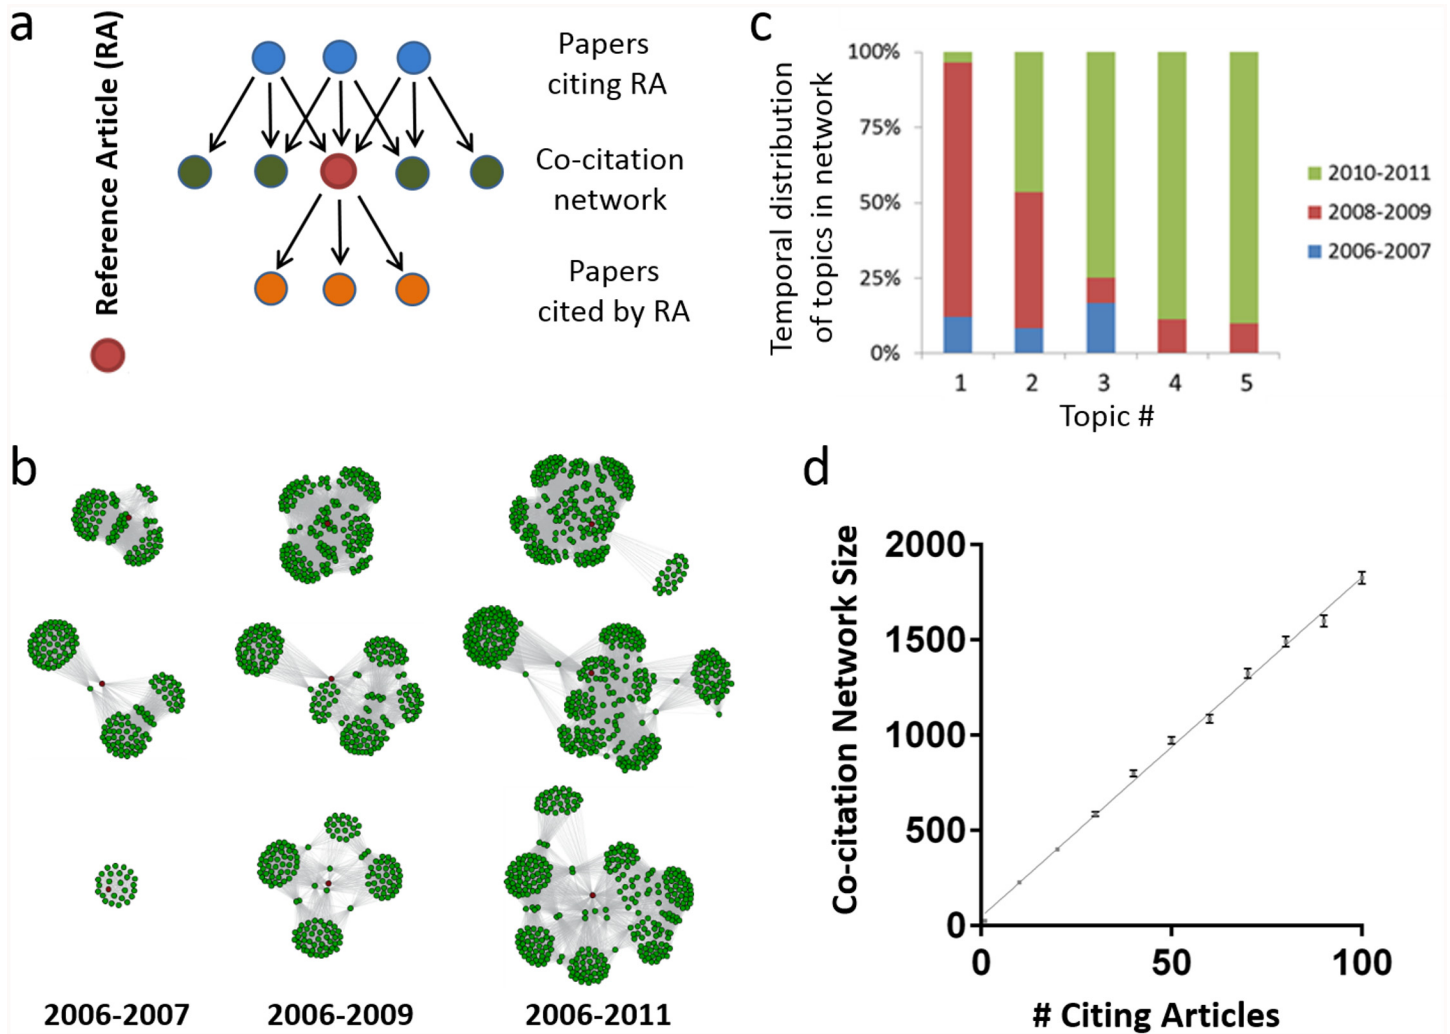 a
Reference Article (RA)
Papers
citing RA
Co-citation
network
Papers
cited by RA
c
Temporal distribution
of topics in network
100%
75%
50%
25%
0%
1 2 3 4 5
Topic #
2010-2011
2008-2009
2006-2007
b
2006-2007 2006-2009 2006-2011
d
Co-citation Network Size
2000
1500
1000
500
0
0 50 100
# Citing Articles